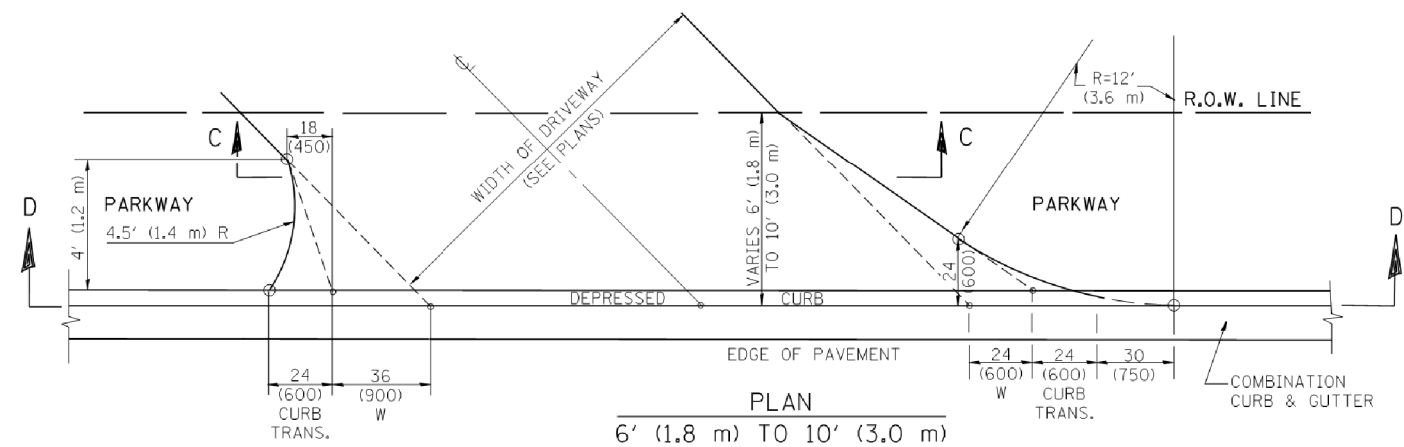 R=12'
(3.6 m)
R.O.W. LINE
C
18
(450)
WIDTH OF DRIVEWAY
(SEE PLANS)
℄
C
VARIES 6' (1.8 m)
TO 10' (3.0 m)
4' (1.2 m)
D
PARKWAY
4.5' (1.4 m) R
PARKWAY
D
24
(600)
DEPRESSED CURB
EDGE OF PAVEMENT
24
(600)
CURB
TRANS.
36
(900)
W
24
(600)
W
24
(600)
CURB
TRANS.
30
(750)
COMBINATION
CURB & GUTTER
PLAN
6' (1.8 m) TO 10' (3.0 m)